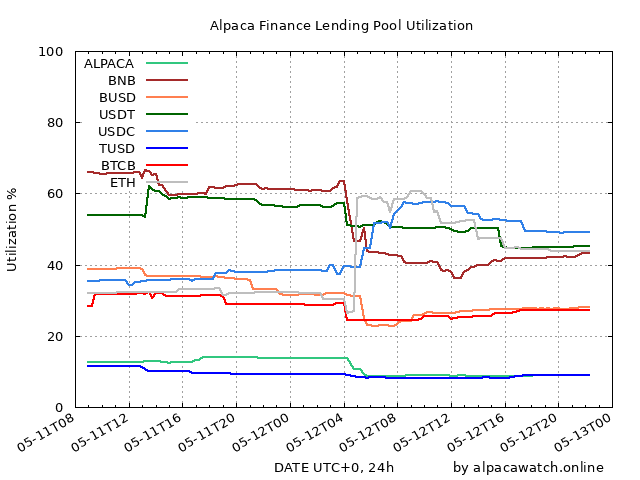 Alpaca Finance Lending Pool Utilization
100
80
60
40
20
0
Utilization %
ALPACA
BNB
BUSD
USDT
USDC
TUSD
BTCB
ETH
05-11T08
05-11T12
05-11T16
05-11T20
05-12T00
05-12T04
05-12T08
05-12T12
05-12T16
05-12T20
05-13T00
DATE UTC+0, 24h
by alpacawatch.online